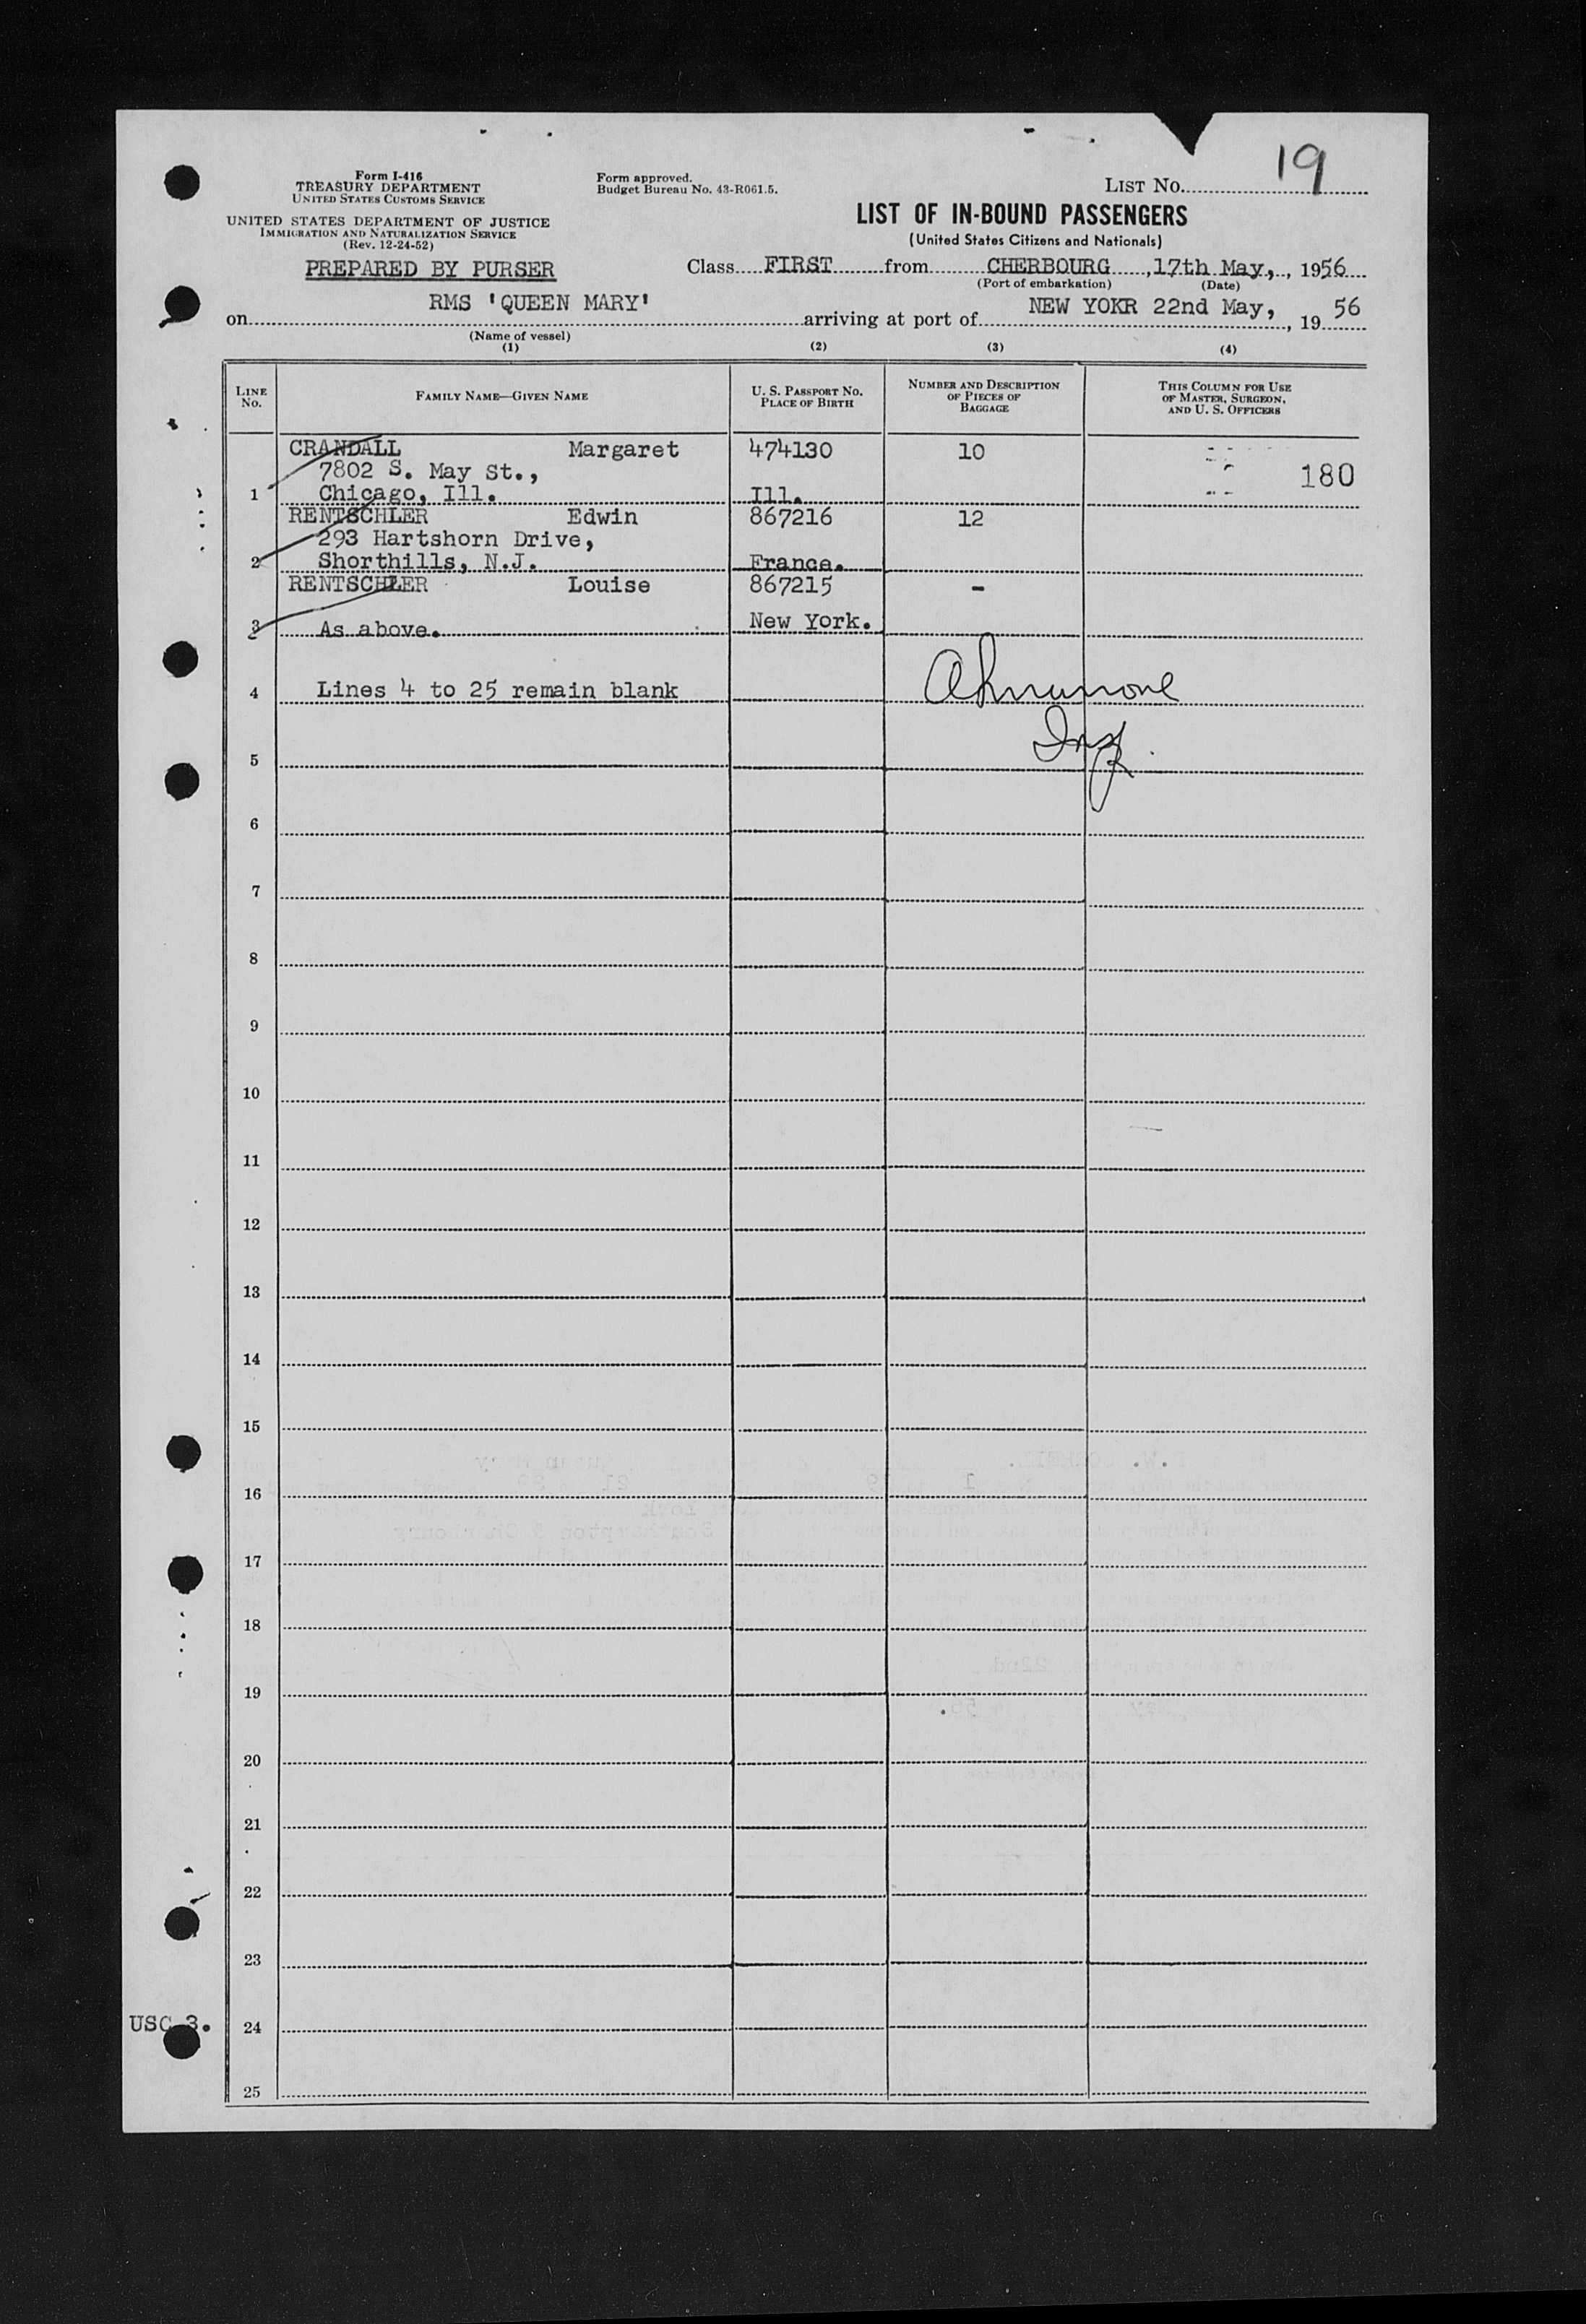 19
Form I-416
TREASURY DEPARTMENT
UNITED STATES CUSTOMS SERVICE
UNITED STATES DEPARTMENT OF JUSTICE
IMMIGRATION AND NATURALIZATION SERVICE
(Rev. 12-24-52)
Form approved.
Budget Bureau No. 43-R061.5.
LIST NO.
LIST OF IN-BOUND PASSENGERS
(United States Citizens and Nationals)
PREPARED BY PURSER
Class FIRST from CHERBOURG, 17th May,, 1956
(Port of embarkation) (Date)
on RMS 'QUEEN MARY' arriving at port of NEW YOKR 22nd May, , 19 56
(Name of vessel)
(1) (2) (3) (4)
LINE NO.
FAMILY NAME—GIVEN NAME
U. S. PASSPORT NO.
PLACE OF BIRTH
NUMBER AND DESCRIPTION
OF PIECES OF
BAGGAGE
THIS COLUMN FOR USE
OF MASTER, SURGEON,
AND U. S. OFFICERS
CRANDALL Margaret 474130 10
7802 S. May St., 180
1 Chicago, Ill. Ill.
RENTSCHLER Edwin 867216 12
293 Hartshorn Drive,
2 Shorthills, N.J. France.
RENTSCHLER Louise 867215 -
3 As above. New York.
4 Lines 4 to 25 remain blank
5
6
7
8
9
10
11
12
13
14
15
16
17
18
19
20
21
22
23
USC 3. 24
25